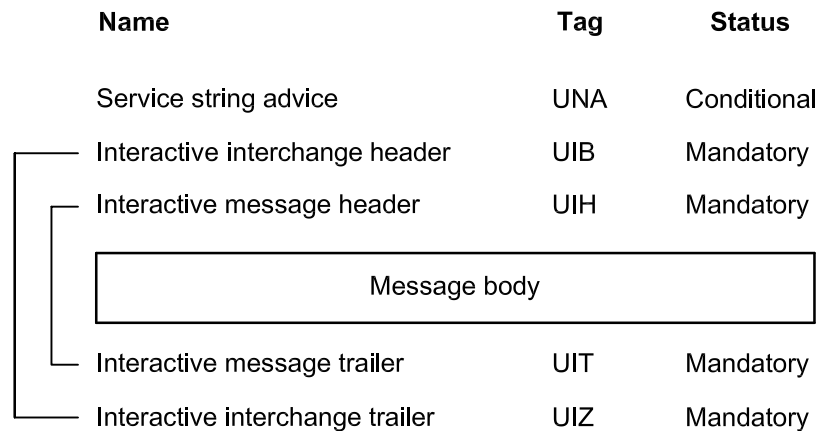 Name Tag Status
Service string advice UNA Conditional
Interactive interchange header UIB Mandatory
Interactive message header UIH Mandatory
Message body
Interactive message trailer UIT Mandatory
Interactive interchange trailer UIZ Mandatory